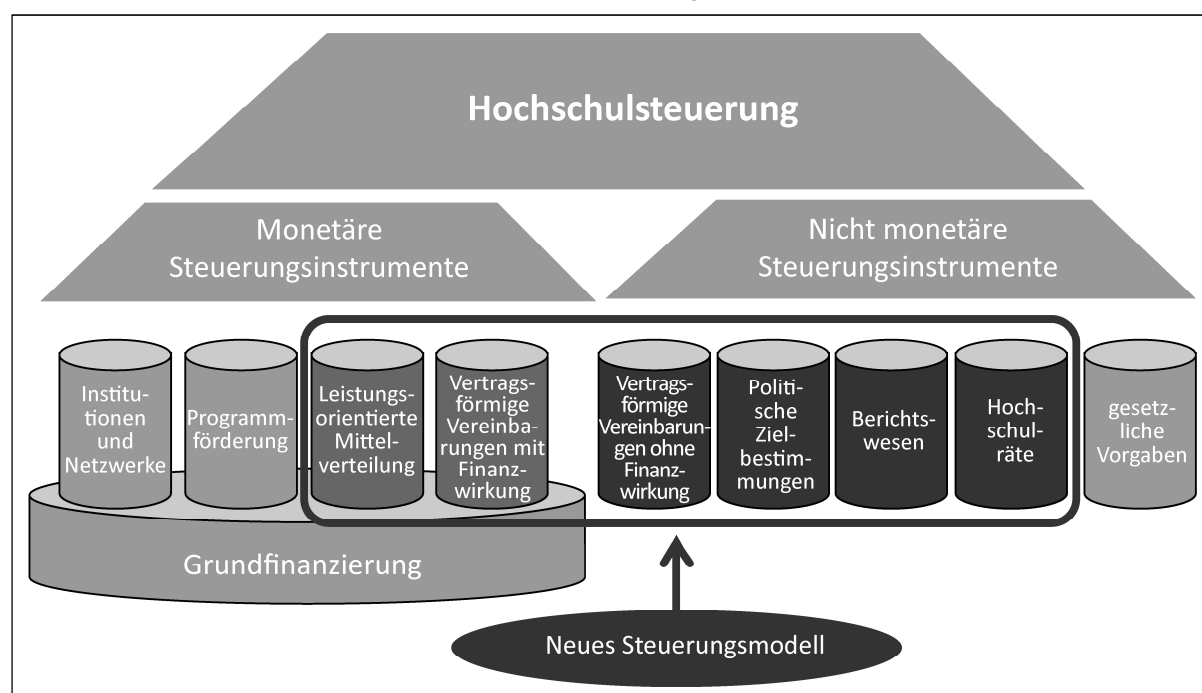 Hochschulsteuerung
Monetäre
Steuerungsinstrumente
Nicht monetäre
Steuerungsinstrumente
Institu-
tionen
und
Netzwerke
Programm-
förderung
Leistungs-
orientierte
Mittel-
verteilung
Vertrags-
förmige
Vereinba-
rungen mit
Finanz-
wirkung
Vertrags-
förmige
Vereinbarun-
gen ohne
Finanz-
wirkung
Politi-
sche
Ziel-
bestim-
mungen
Berichts-
wesen
Hoch-
schul-
räte
gesetz-
liche
Vorgaben
Grundfinanzierung
Neues Steuerungsmodell